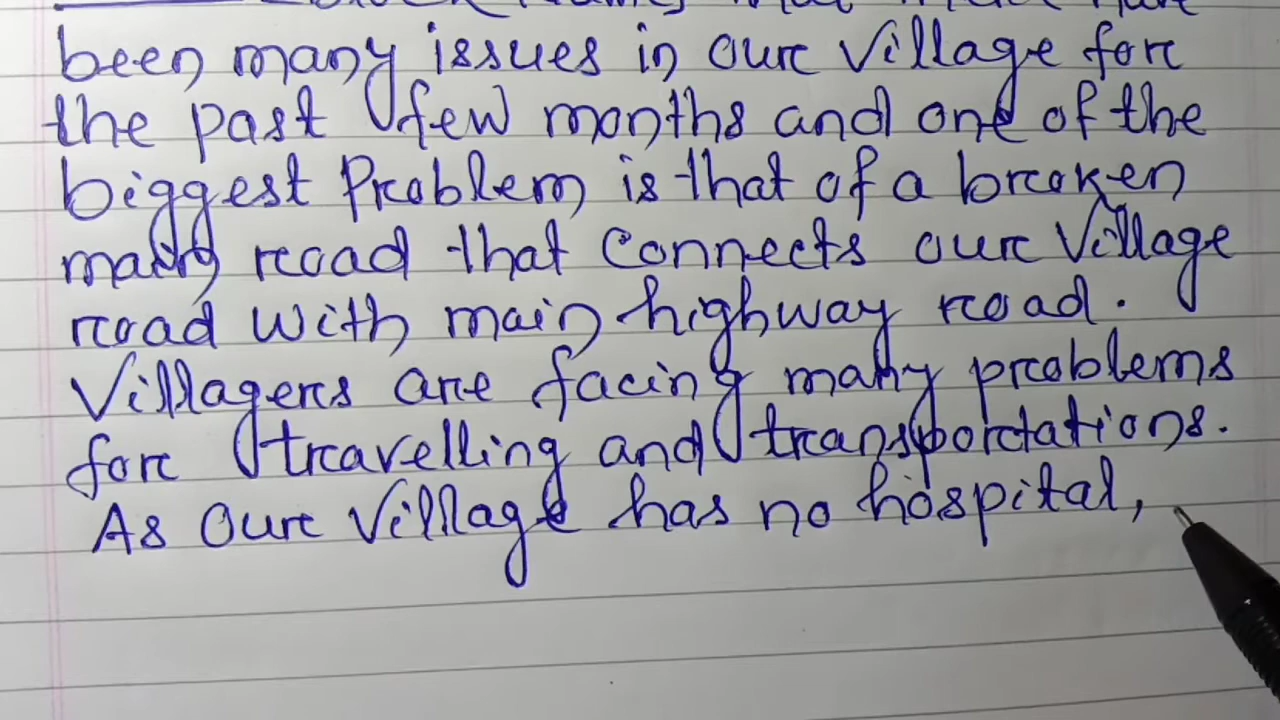 been many issues in our Village for
the past few months and one of the
biggest Problem is that of a broken
many road that connects our Village
road with main highway road.
Villagers are facing many problems
for travelling and transportations.
As our Village has no hospital,